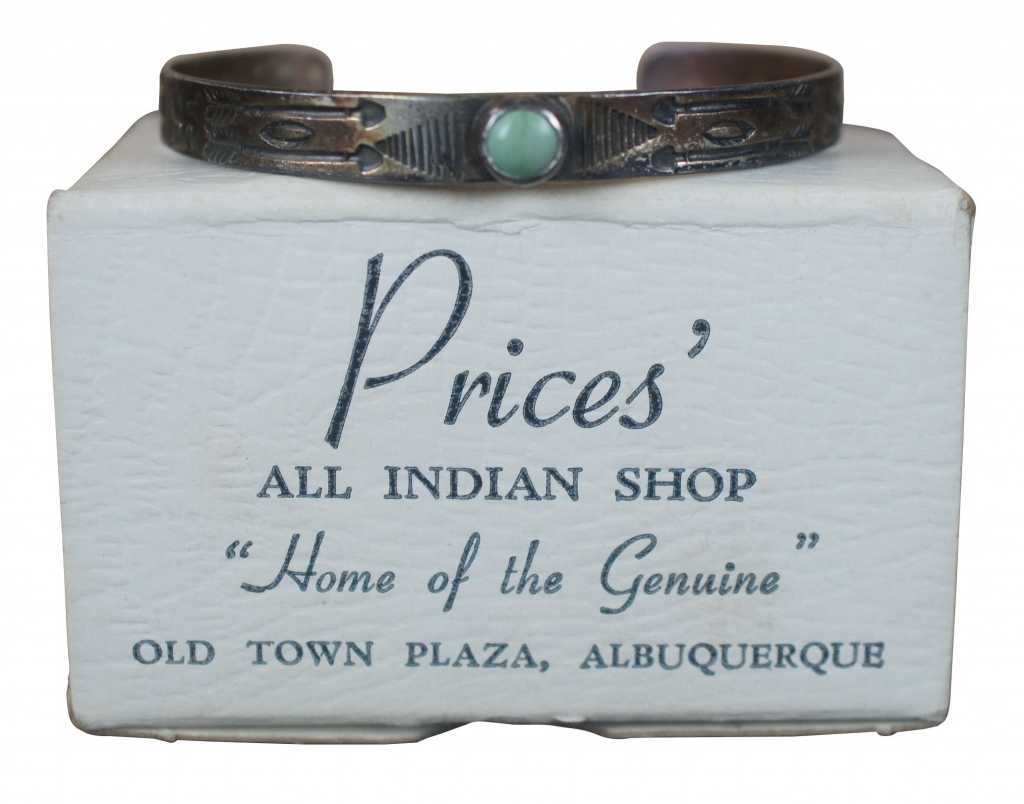 Prices'
ALL INDIAN SHOP
"Home of the Genuine"
OLD TOWN PLAZA, ALBUQUERQUE